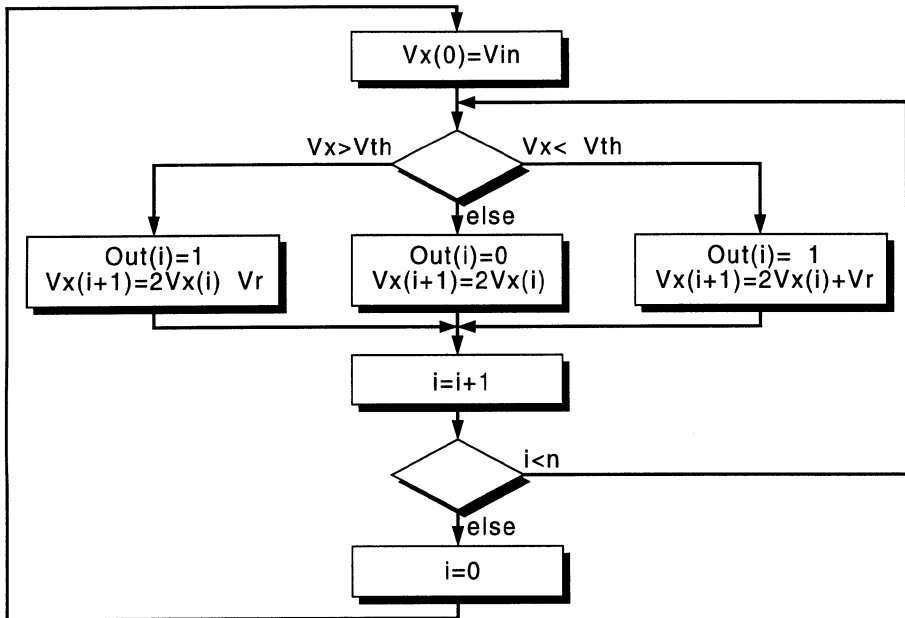 Vx(0)=Vin
Vx>Vth
Vx< Vth
else
Out(i)=1
Vx(i+1)=2Vx(i) Vr
Out(i)=0
Vx(i+1)=2Vx(i)
Out(i)= 1
Vx(i+1)=2Vx(i)+Vr
i=i+1
i<n
else
i=0